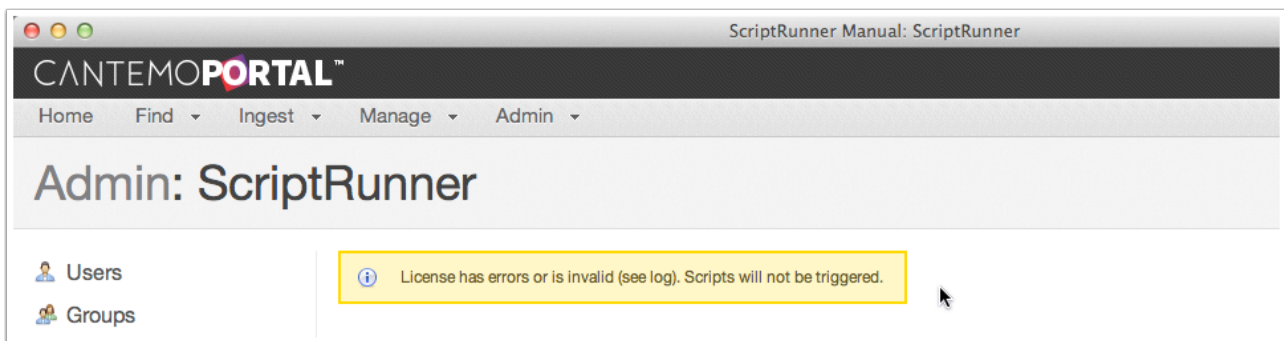 ScriptRunner Manual: ScriptRunner
CANTEMOPORTAL™
Home Find Ingest Manage Admin
Admin: ScriptRunner
Users
License has errors or is invalid (see log). Scripts will not be triggered.
Groups